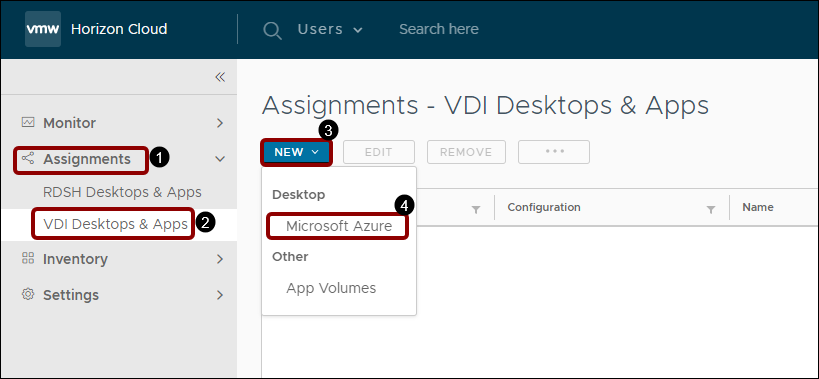 vmw Horizon Cloud Users Search here
«
Assignments - VDI Desktops & Apps
Monitor
Assignments 1
RDSH Desktops & Apps
VDI Desktops & Apps 2
Inventory
Settings
3
NEW EDIT REMOVE •••
Desktop
4
Microsoft Azure
Other
App Volumes
Configuration Name